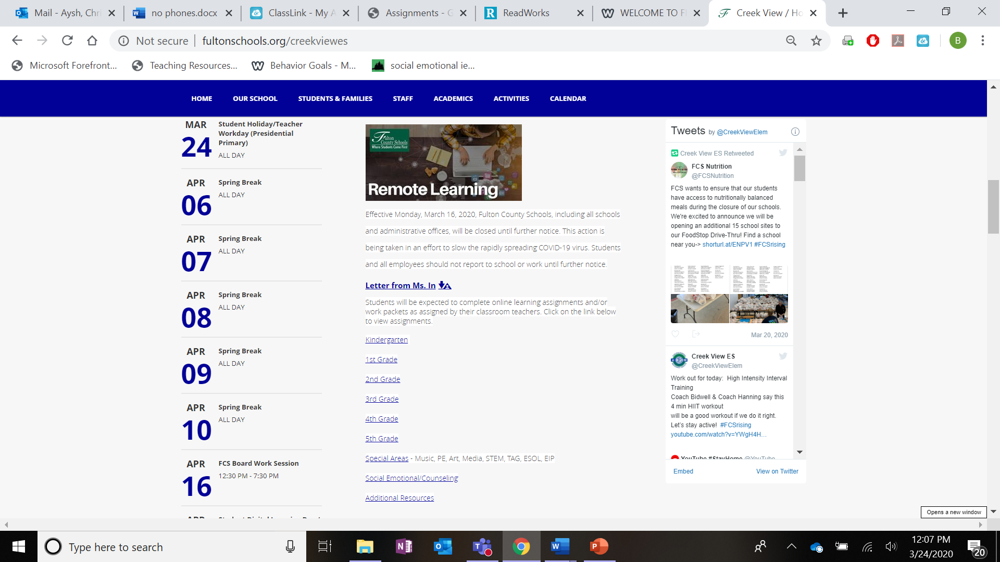 Mail - Aysh, Chri
no phones.docx
ClassLink - My A
Assignments - G
ReadWorks
WELCOME TO FI
Creek View / Ho
Not secure
fultonschools.org/creekviewes
B
Microsoft Forefront...
Teaching Resources...
Behavior Goals - M...
social emotional ie...
HOME OUR SCHOOL STUDENTS & FAMILIES STAFF ACADEMICS ACTIVITIES CALENDAR
MAR
24
Student Holiday/Teacher
Workday (Presidential
Primary)
ALL DAY
APR
06
Spring Break
ALL DAY
APR
07
Spring Break
ALL DAY
APR
08
Spring Break
ALL DAY
APR
09
Spring Break
ALL DAY
APR
10
Spring Break
ALL DAY
APR
16
FCS Board Work Session
12:30 PM - 7:30 PM
Fulton
County Schools
Where Students Come First
Remote Learning
Effective Monday, March 16, 2020, Fulton County Schools, including all schools
and administrative offices, will be closed until further notice. This action is
being taken in an effort to slow the rapidly spreading COVID-19 virus. Students
and all employees should not report to school or work until further notice.
Letter from Ms. In
Students will be expected to complete online learning assignments and/or
work packets as assigned by their classroom teachers. Click on the link below
to view assignments.
Kindergarten
1st Grade
2nd Grade
3rd Grade
4th Grade
5th Grade
Special Areas - Music, PE, Art, Media, STEM, TAG, ESOL, EIP
Social Emotional/Counseling
Additional Resources
Tweets by @CreekViewElem
Creek View ES Retweeted
FCS Nutrition
@FCSNutrition
FCS wants to ensure that our students
have access to nutritionally balanced
meals during the closure of our schools.
We're excited to announce we will be
opening an additional 15 school sites to
our FoodStop Drive-Thru! Find a school
near you-> shorturl.at/ENPV1 #FCSrising
Mar 20, 2020
Creek View ES
@CreekViewElem
Work out for today: High Intensity Interval
Training
Coach Bidwell & Coach Hanning say this
4 min HIIT workout
will be a good workout if we do it right.
Let's stay active! #FCSrising
youtube.com/watch?v=YWgH4H...
YouTube #StayHome @YouTube
Embed
View on Twitter
Opens a new window
Type here to search
12:07 PM
3/24/2020
20